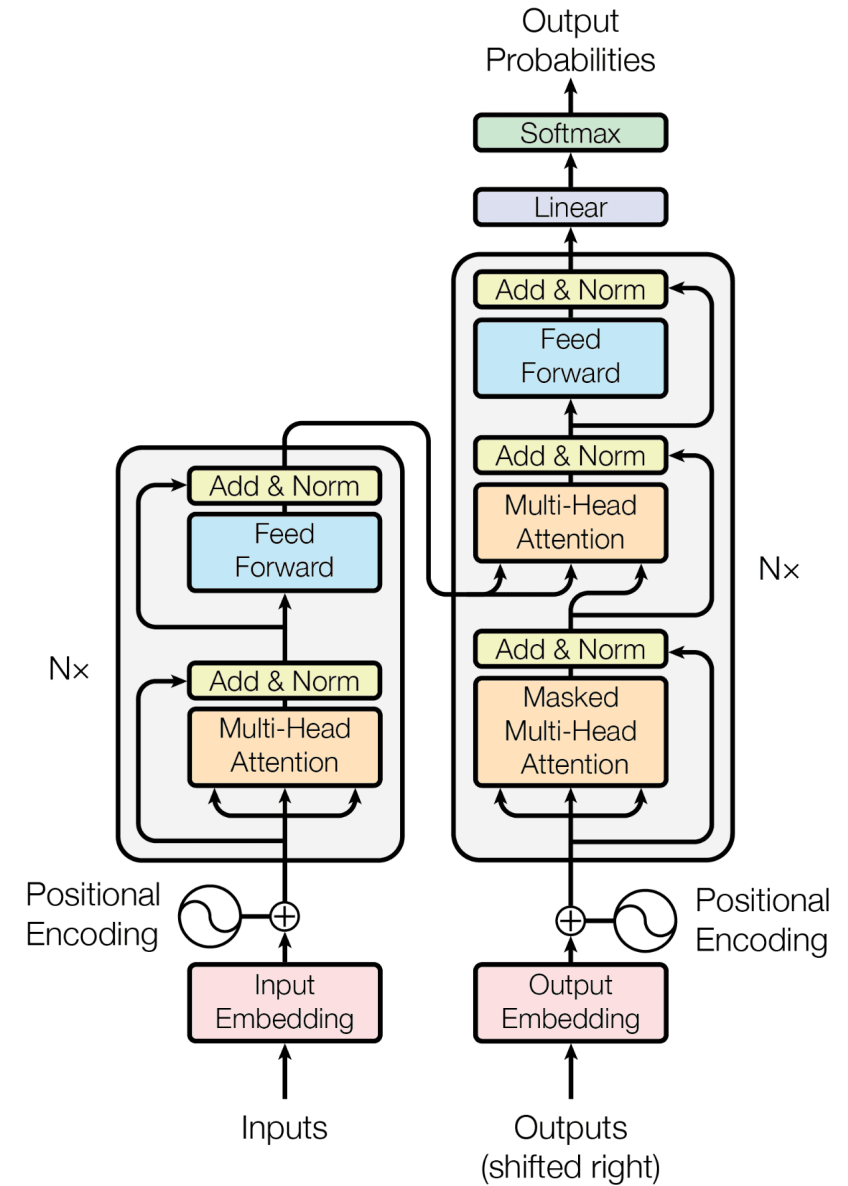 Output
Probabilities
Softmax
Linear
Add & Norm
Feed
Forward
Add & Norm
Multi-Head
Attention
Add & Norm
Masked
Multi-Head
Attention
N×
Add & Norm
Feed
Forward
Add & Norm
Multi-Head
Attention
N×
Positional
Encoding
Positional
Encoding
Input
Embedding
Output
Embedding
Inputs
Outputs
(shifted right)